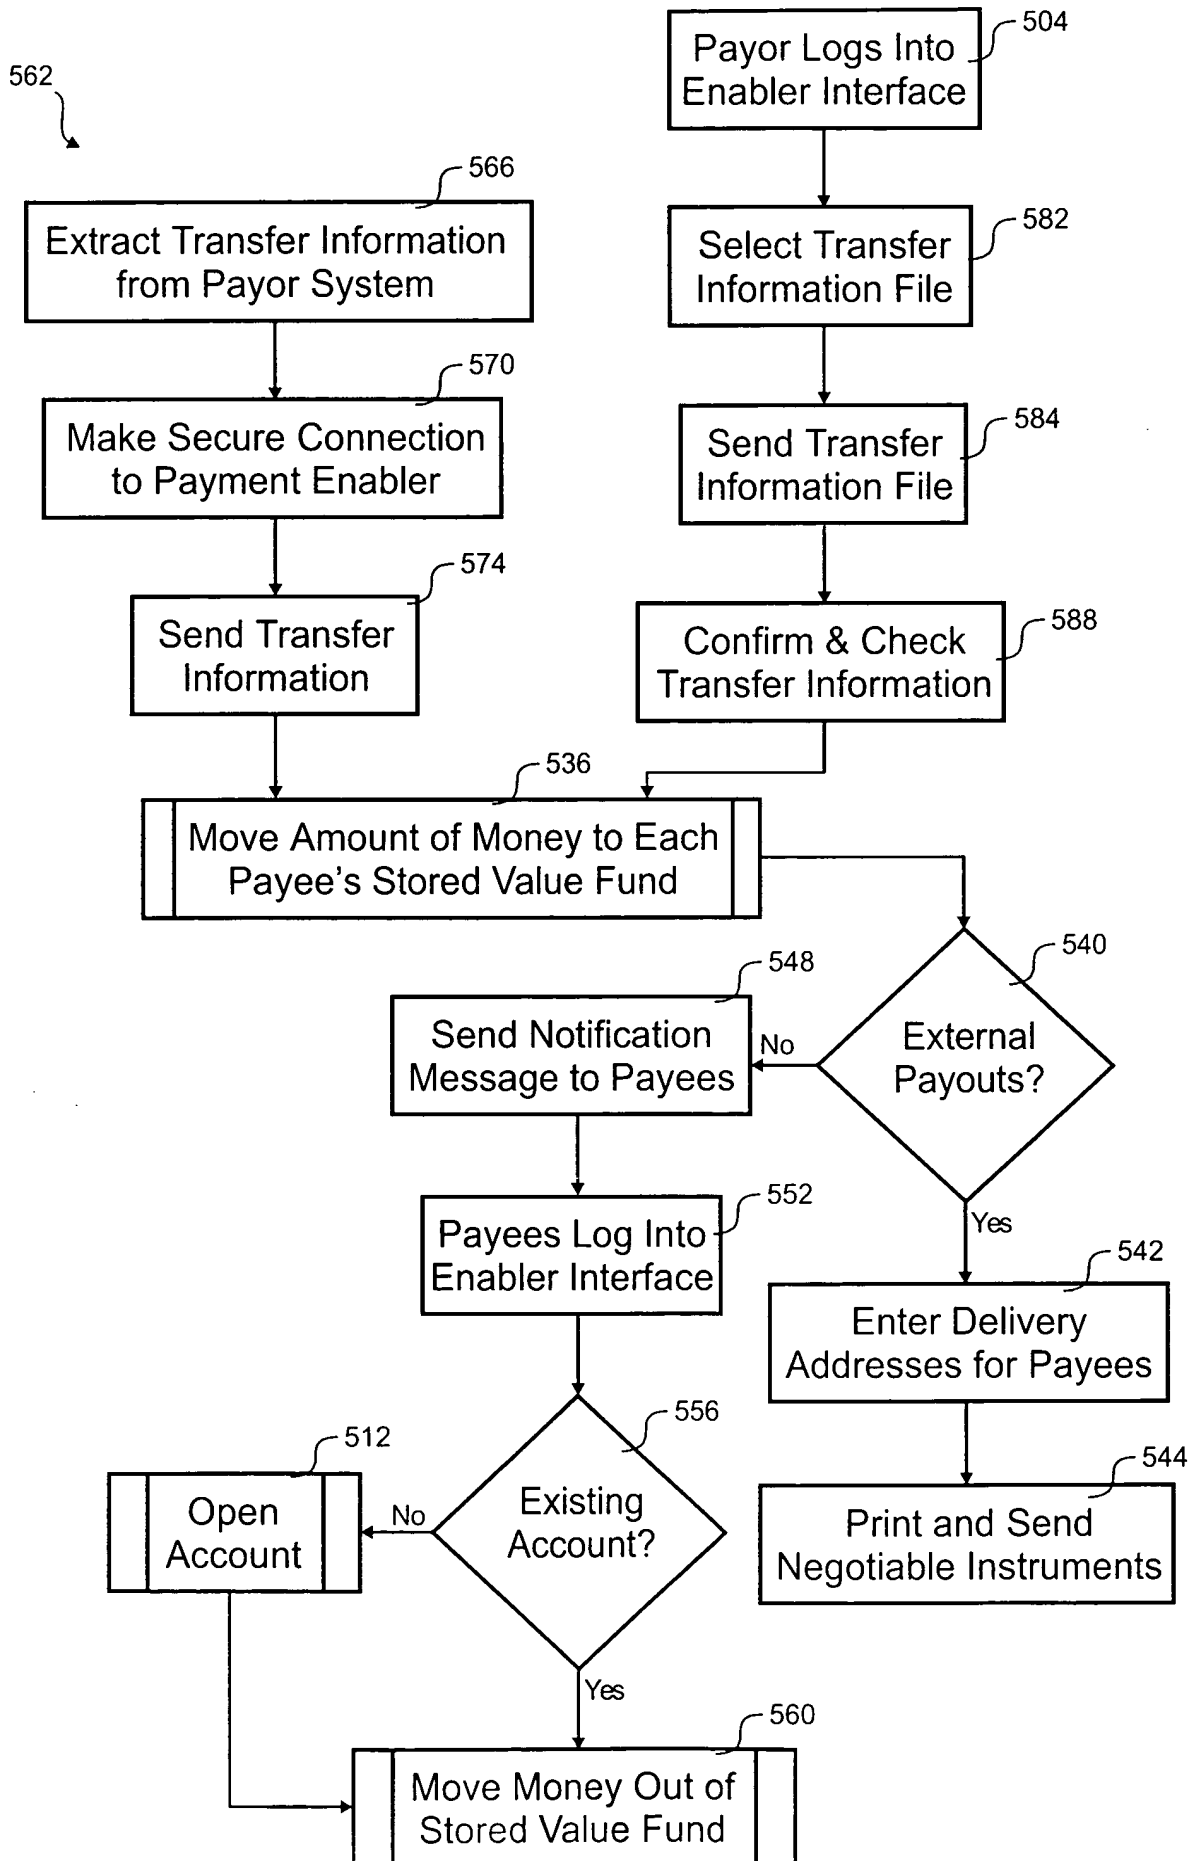 504
Payor Logs Into
Enabler Interface
562
566
Extract Transfer Information
from Payor System
582
Select Transfer
Information File
570
Make Secure Connection
to Payment Enabler
584
Send Transfer
Information File
574
Send Transfer
Information
588
Confirm & Check
Transfer Information
536
Move Amount of Money to Each
Payee's Stored Value Fund
540
External
Payouts?
No
Yes
548
Send Notification
Message to Payees
552
Payees Log Into
Enabler Interface
542
Enter Delivery
Addresses for Payees
544
Print and Send
Negotiable Instruments
556
Existing
Account?
No
Yes
512
Open
Account
560
Move Money Out of
Stored Value Fund